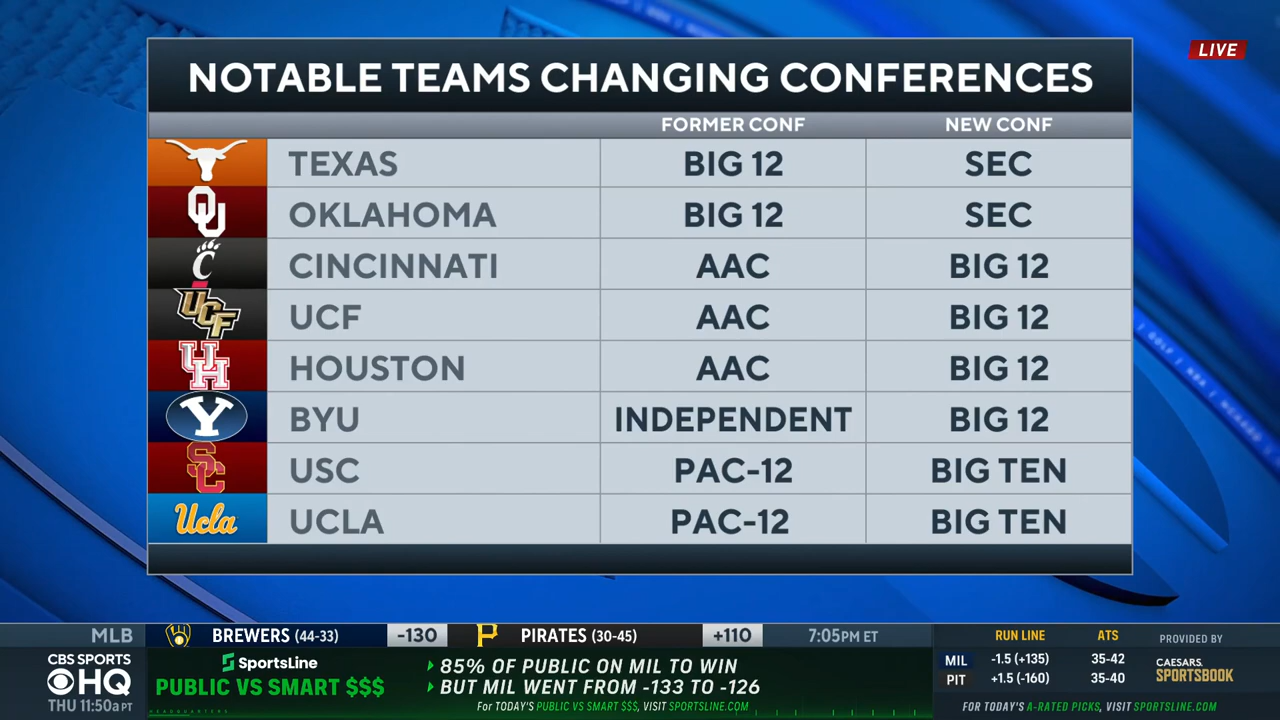 LIVE
NOTABLE TEAMS CHANGING CONFERENCES
FORMER CONF NEW CONF
TEXAS BIG 12 SEC
OU OKLAHOMA BIG 12 SEC
C CINCINNATI AAC BIG 12
UCF UCF AAC BIG 12
UH HOUSTON AAC BIG 12
Y BYU INDEPENDENT BIG 12
SC USC PAC-12 BIG TEN
Ucla UCLA PAC-12 BIG TEN
| GOLF | NBA |
MLB BREWERS (44-33) -130 P PIRATES (30-45) +110 7:05PM ET
RUN LINE ATS
MIL -1.5 (+135) 35-42
PIT +1.5 (-160) 35-40
PROVIDED BY
CAESARS
SPORTSBOOK
CBS SPORTS
HQ
THU 11:50A PT
SportsLine
PUBLIC VS SMART $$$
HEADQUARTERS
85% OF PUBLIC ON MIL TO WIN
BUT MIL WENT FROM -133 TO -126
FOR TODAY'S PUBLIC VS SMART $$$, VISIT SPORTSLINE.COM
FOR TODAY'S A-RATED PICKS, VISIT SPORTSLINE.COM